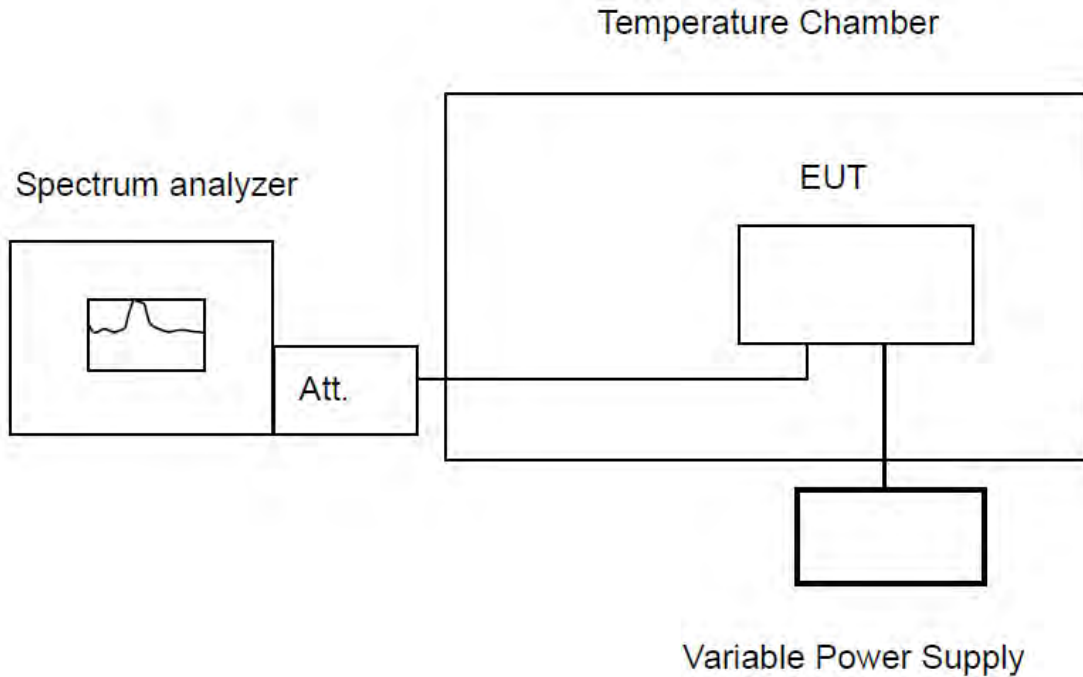 Temperature Chamber
Spectrum analyzer
EUT
Att.
Variable Power Supply